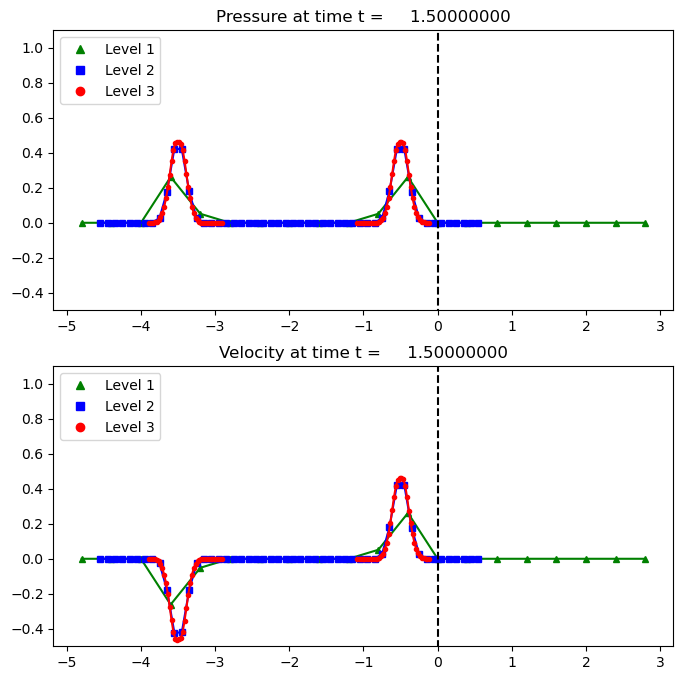 Pressure at time t =     1.50000000
Level 1
Level 2
Level 3
1.0
0.8
0.6
0.4
0.2
0.0
−0.2
−0.4
−5 −4 −3 −2 −1 0 1 2 3
Velocity at time t =     1.50000000
Level 1
Level 2
Level 3
1.0
0.8
0.6
0.4
0.2
0.0
−0.2
−0.4
−5 −4 −3 −2 −1 0 1 2 3